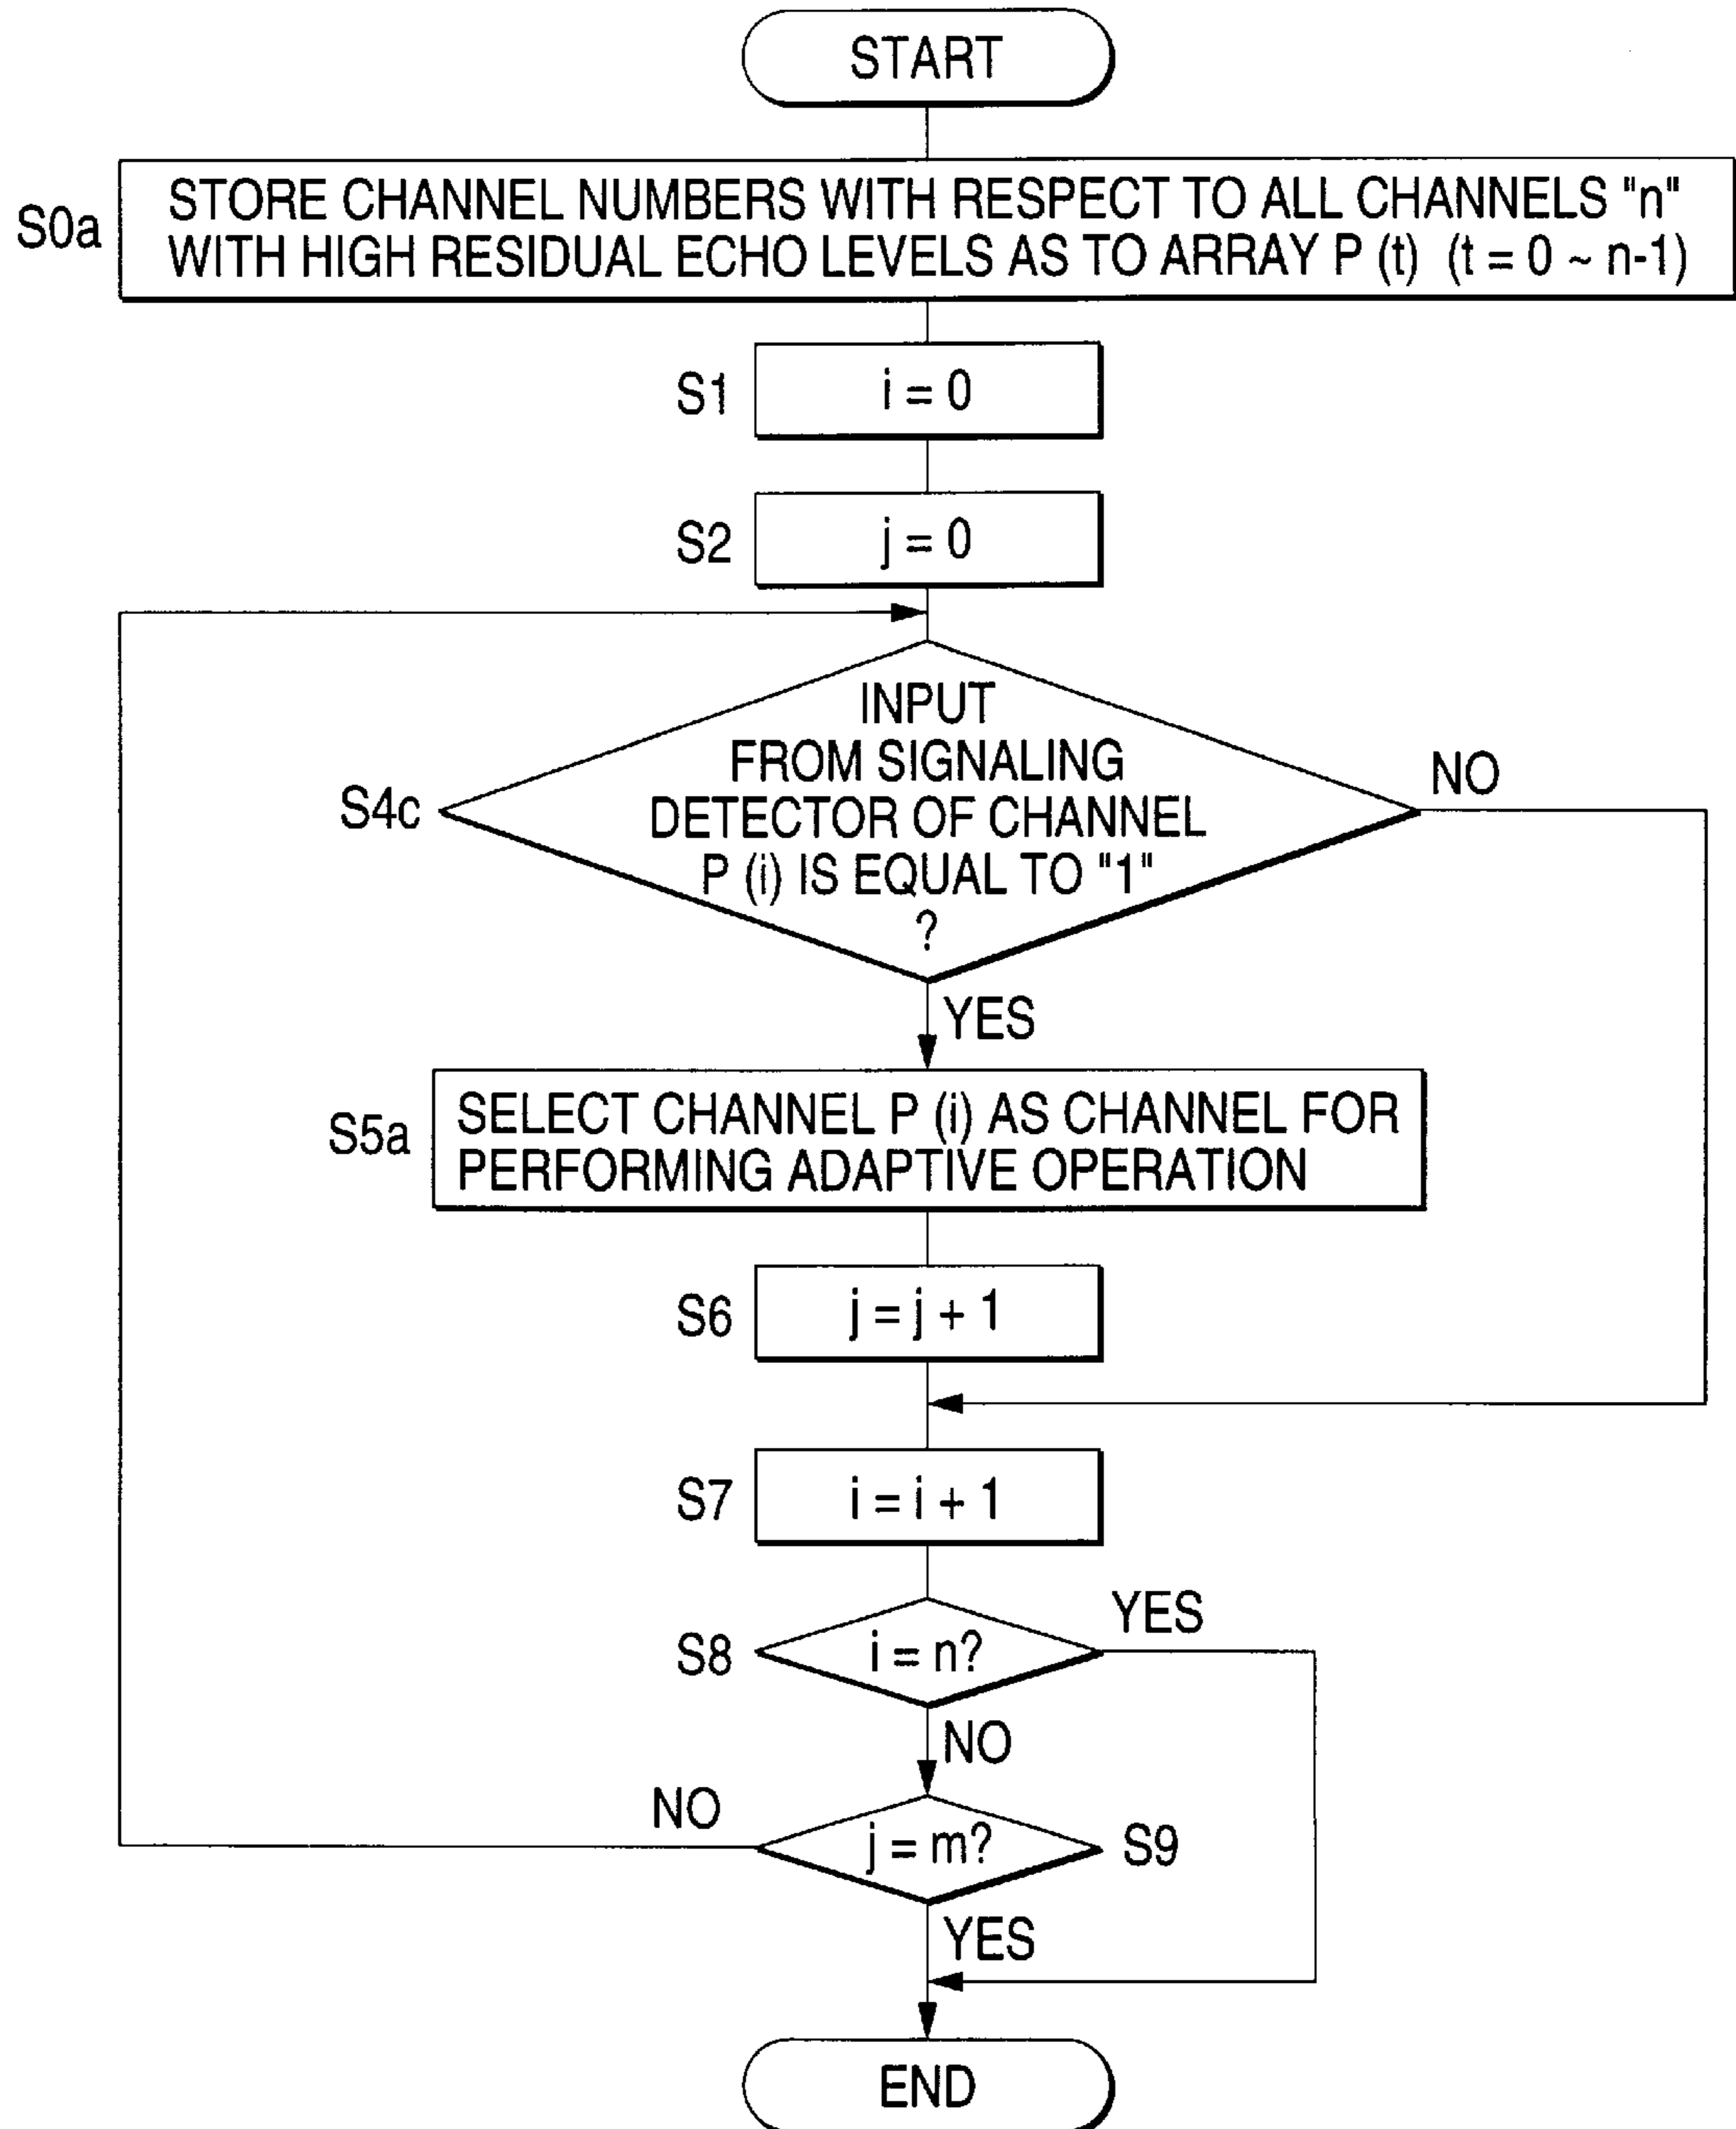 START
S0a
STORE CHANNEL NUMBERS WITH RESPECT TO ALL CHANNELS "n"
WITH HIGH RESIDUAL ECHO LEVELS AS TO ARRAY P (t) (t = 0 ~ n-1)
S1
i = 0
S2
j = 0
S4c
INPUT
FROM SIGNALING
DETECTOR OF CHANNEL
P (i) IS EQUAL TO "1"
?
NO
YES
S5a
SELECT CHANNEL P (i) AS CHANNEL FOR
PERFORMING ADAPTIVE OPERATION
S6
j = j + 1
S7
i = i + 1
S8
i = n?
YES
NO
NO
j = m?
S9
YES
END